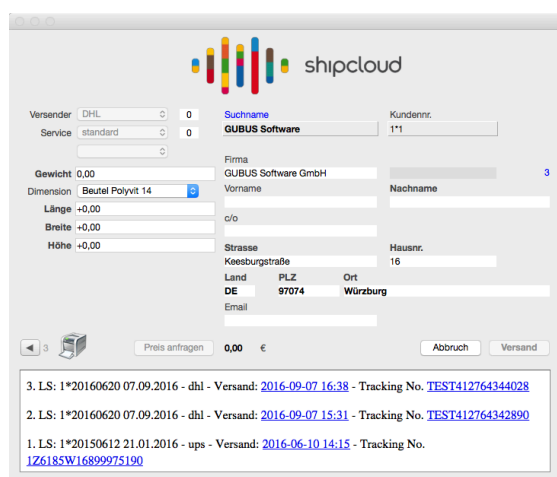 shipcloud
Versender DHL 0 Suchname Kundennr.
Service standard 0 GUBUS Software 1*1
Firma
Gewicht 0,00 GUBUS Software GmbH 3
Dimension Beutel Polyvit 14 Vorname Nachname
Länge +0,00
c/o
Breite +0,00
Höhe +0,00 Strasse Hausnr.
Keesburgstraße 16
Land PLZ Ort
DE 97074 Würzburg
Email
3 Preis anfragen 0,00 € Abbruch Versand
3. LS: 1*20160620 07.09.2016 - dhl - Versand: 2016-09-07 16:38 - Tracking No. TEST412764344028
2. LS: 1*20160620 07.09.2016 - dhl - Versand: 2016-09-07 15:31 - Tracking No. TEST412764342890
1. LS: 1*20150612 21.01.2016 - ups - Versand: 2016-06-10 14:15 - Tracking No.
1Z6185W16899975190